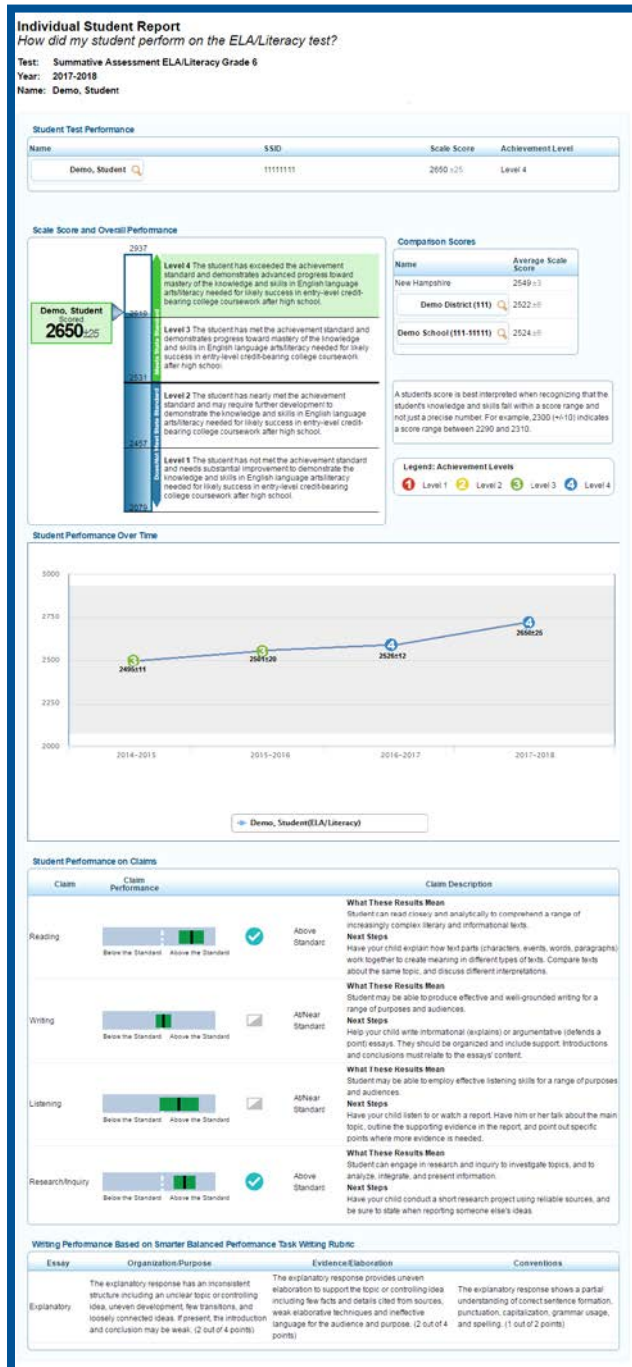 Individual Student Report
How did my student perform on the ELA/Literacy test?
Test: Summative Assessment ELA/Literacy Grade 6
Year: 2017-2018
Name: Demo, Student
Student Test Performance
Name SSID Scale Score Achievement Level
Demo, Student 11111111 2650 ±25 Level 4
Scale Score and Overall Performance
2937
Level 4 The student has exceeded the achievement
standard and demonstrates advanced progress toward
mastery of the knowledge and skills in English language
arts/literacy needed for likely success in entry-level credit-
bearing college coursework after high school.
Demo, Student
Scored
2650±25
Level 3 The student has met the achievement standard and
demonstrates progress toward mastery of the knowledge
and skills in English language arts/literacy needed for likely
success in entry-level credit-bearing college coursework
after high school.
2531
Level 2 The student has nearly met the achievement
standard and may require further development to
demonstrate the knowledge and skills in English language
arts/literacy needed for likely success in entry-level credit-
bearing college coursework after high school.
2457
Level 1 The student has not met the achievement standard
and needs substantial improvement to demonstrate the
knowledge and skills in English language arts/literacy
needed for likely success in entry-level credit-bearing
college coursework after high school.
2079
Comparison Scores
Name Average Scale
Score
New Hampshire 2549 ±3
Demo District (111) 2522
Demo School (111-11111) 2524
A student's score is best interpreted when recognizing that the
student's knowledge and skills fall within a score range and
not just a precise number. For example, 2300 (+/-10) indicates
a score range between 2290 and 2310.
Legend: Achievement Levels
1 Level 1 2 Level 2 3 Level 3 4 Level 4
Student Performance Over Time
3000
2750
2500
2250
2000
3 3 4 4
2495±11 2501±20 2526±12 2650±25
2014-2015 2015-2016 2016-2017 2017-2018
Demo, Student(ELA/Literacy)
Student Performance on Claims
Claim Claim
Performance Claim Description
Reading
Below the Standard Above the Standard
Above
Standard
What These Results Mean
Student can read closely and analytically to comprehend a range of
increasingly complex literary and informational texts.
Next Steps
Have your child explain how text parts (characters, events, words, paragraphs)
work together to create meaning in different types of texts. Compare texts
about the same topic, and discuss different interpretations.
Writing
Below the Standard Above the Standard
At/Near
Standard
What These Results Mean
Student may be able to produce effective and well-grounded writing for a
range of purposes and audiences.
Next Steps
Help your child write informational (explains) or argumentative (defends a
point) essays. They should be organized and include support. Introductions
and conclusions must relate to the essays' content.
Listening
Below the Standard Above the Standard
At/Near
Standard
What These Results Mean
Student may be able to employ effective listening skills for a range of purposes
and audiences.
Next Steps
Have your child listen to or watch a report. Have him or her talk about the main
topic, outline the supporting evidence in the report, and point out specific
points where more evidence is needed.
Research/Inquiry
Below the Standard Above the Standard
Above
Standard
What These Results Mean
Student can engage in research and inquiry to investigate topics, and to
analyze, integrate, and present information.
Next Steps
Have your child conduct a short research project using reliable sources, and
be sure to state when reporting someone else's ideas.
Writing Performance Based on Smarter Balanced Performance Task Writing Rubric
Essay Organization/Purpose Evidence/Elaboration Conventions
Explanatory
The explanatory response has an inconsistent
structure including an unclear topic or controlling
idea, uneven development, few transitions, and
loosely connected ideas. If present, the introduction
and conclusion may be weak. (2 out of 4 points)
The explanatory response provides uneven
elaboration to support the topic or controlling idea
including few facts and details cited from sources,
weak elaborative techniques and ineffective
language for the audience and purpose. (2 out of 4
points)
The explanatory response shows a partial
understanding of correct sentence formation,
punctuation, capitalization, grammar usage,
and spelling. (1 out of 2 points)